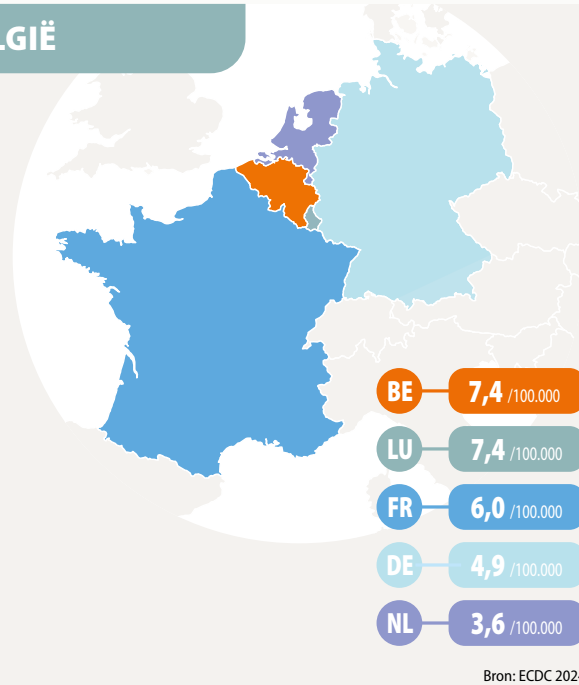 LGIË
BE 7,4 /100.000
LU 7,4 /100.000
FR 6,0 /100.000
DE 4,9 /100.000
NL 3,6 /100.000
Bron: ECDC 2024